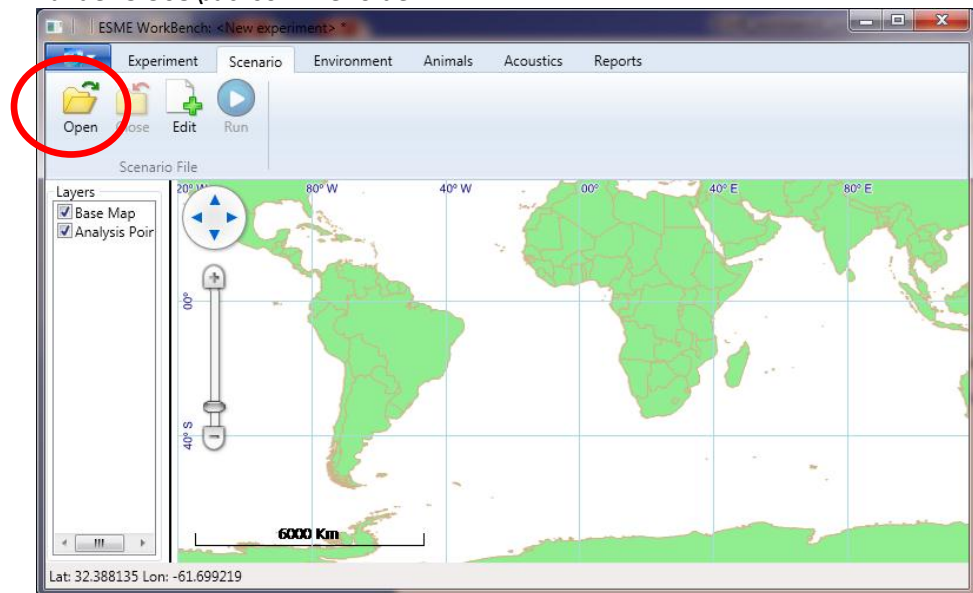 ESME WorkBench: <New experiment> *
Experiment Scenario Environment Animals Acoustics Reports
Open Close Edit Run
Scenario File
Layers
Base Map
Analysis Poir
80° W 40° W 00° 40° E 80° E
00°
40° S
6000 Km
Lat: 32.388135 Lon: -61.699219